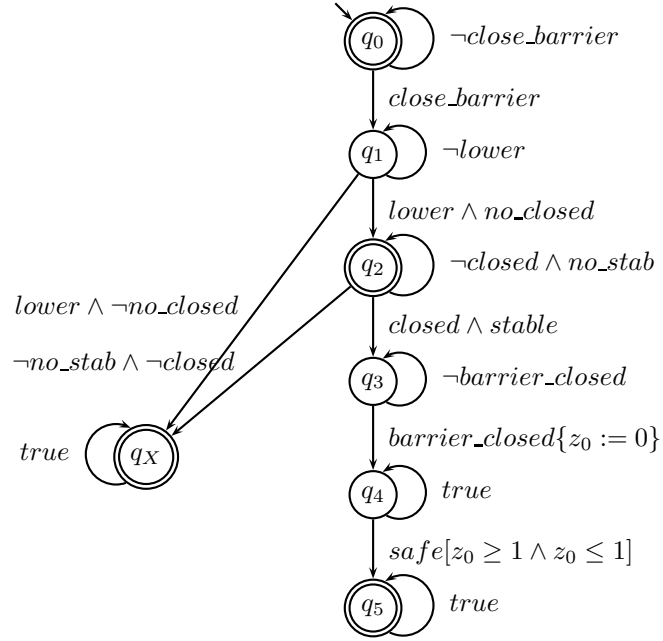 q₀ ¬close_barrier
close_barrier
q₁ ¬lower
lower ∧ no_closed
q₂ ¬closed ∧ no_stab
lower ∧ ¬no_closed
closed ∧ stable
¬no_stab ∧ ¬closed
q₃ ¬barrier_closed
barrier_closed{z₀ := 0}
true q_X
q₄ true
safe[z₀ ≥ 1 ∧ z₀ ≤ 1]
q₅ true